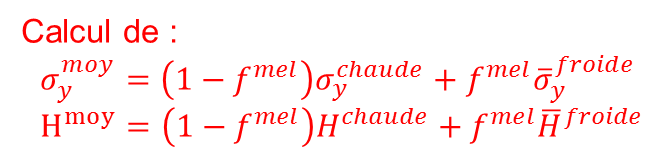 Calcul de :
σ_y^{moy} = (1 − f^{mel})σ_y^{chaude} + f^{mel} σ̅_y^{froide}
H^{moy} = (1 − f^{mel})H^{chaude} + f^{mel} H̅^{froide}